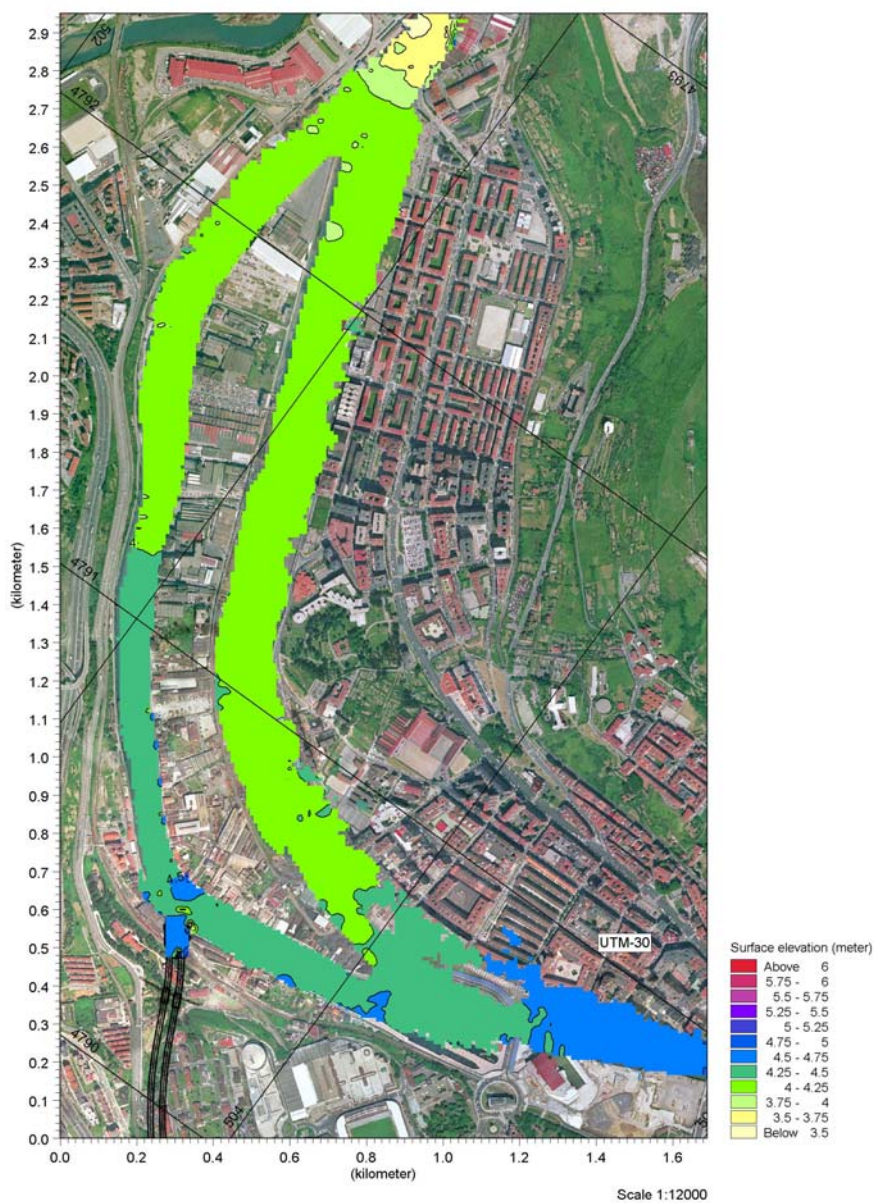 2.9
2.8
2.7
2.6
2.5
2.4
2.3
2.2
2.1
2.0
1.9
1.8
1.7
1.6
1.5
1.4
1.3
1.2
1.1
1.0
0.9
0.8
0.7
0.6
0.5
0.4
0.3
0.2
0.1
0.0
(kilometer)
502
4792
4793
4791
4790
504
UTM-30
0.0 0.2 0.4 0.6 0.8 1.0 1.2 1.4 1.6
(kilometer)
Scale 1:12000
Surface elevation (meter)
Above 6
5.75 - 6
5.5 - 5.75
5.25 - 5.5
5 - 5.25
4.75 - 5
4.5 - 4.75
4.25 - 4.5
4 - 4.25
3.75 - 4
3.5 - 3.75
Below 3.5